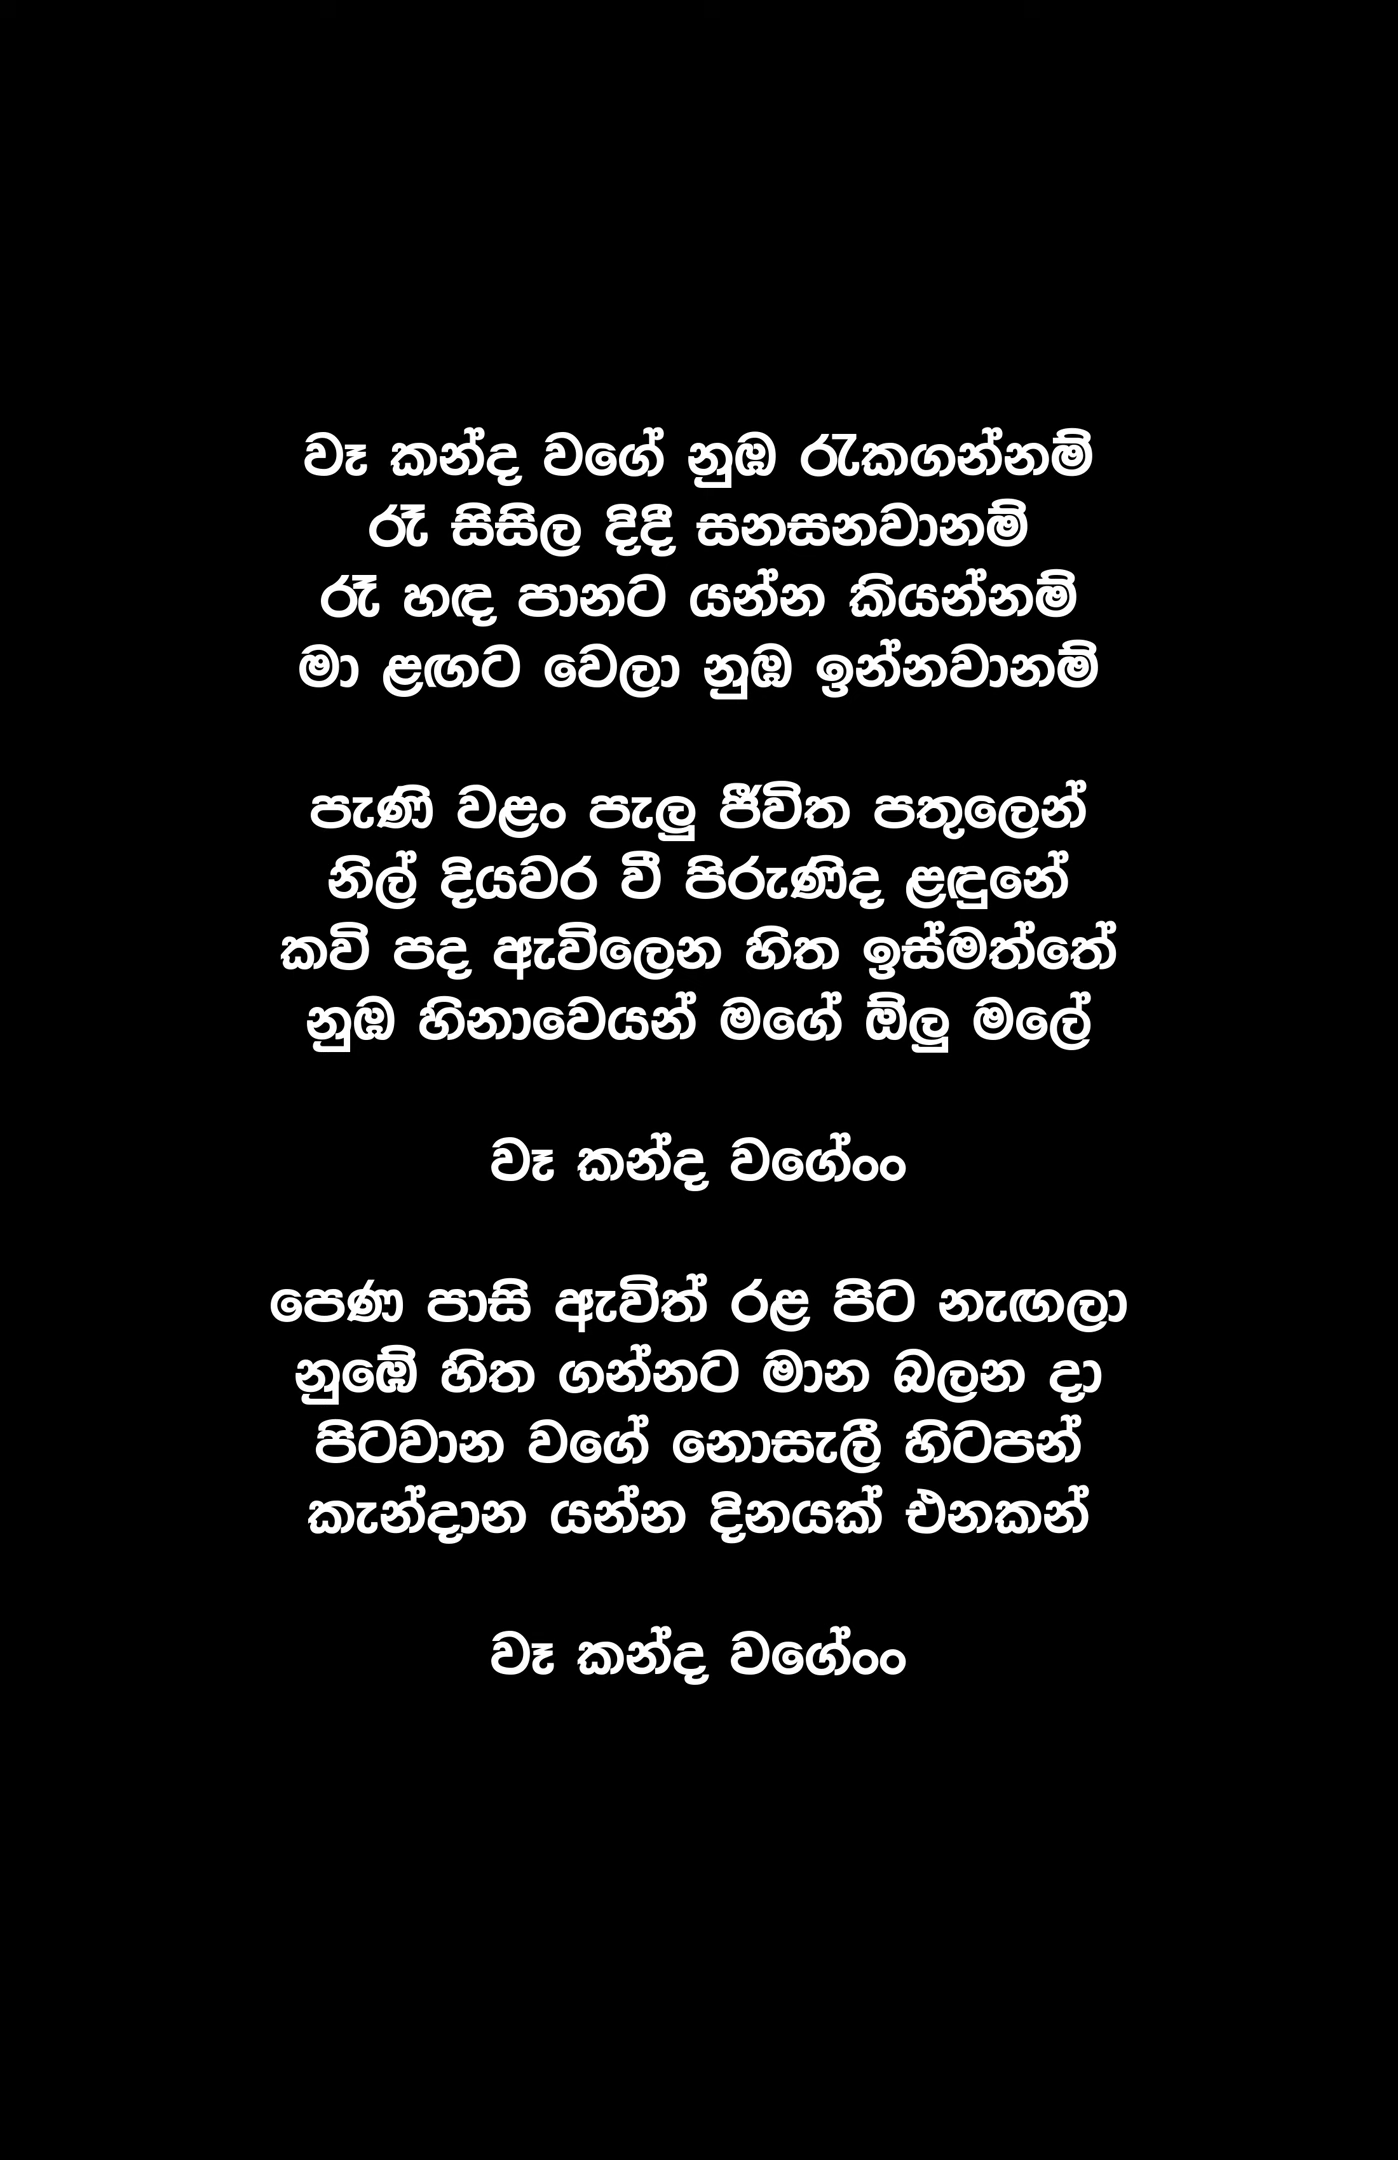 වෑ කන්ද වගේ නුඹ රැකගන්නම්
රෑ සිසිල දිදී සනසනවානම්
රෑ හඳ පානට යන්න කියන්නම්
මා ළඟට වෙලා නුඹ ඉන්නවානම්
පැණි වළං පැලු ජීවිත පතුලෙන්
නිල් දියවර වී පිරුණිද ළඳුනේ
කවි පද ඇවිලෙන හිත ඉස්මත්තේ
නුඹ හිනාවෙයන් මගේ ඕලු මලේ
වෑ කන්ද වගේංං
පෙණ පාසි ඇවිත් රළ පිට නැඟලා
නුඹේ හිත ගන්නට මාන බලන දා
පිටවාන වගේ නොසැලී හිටපන්
කැන්දාන යන්න දිනයක් එනකන්
වෑ කන්ද වගේංං